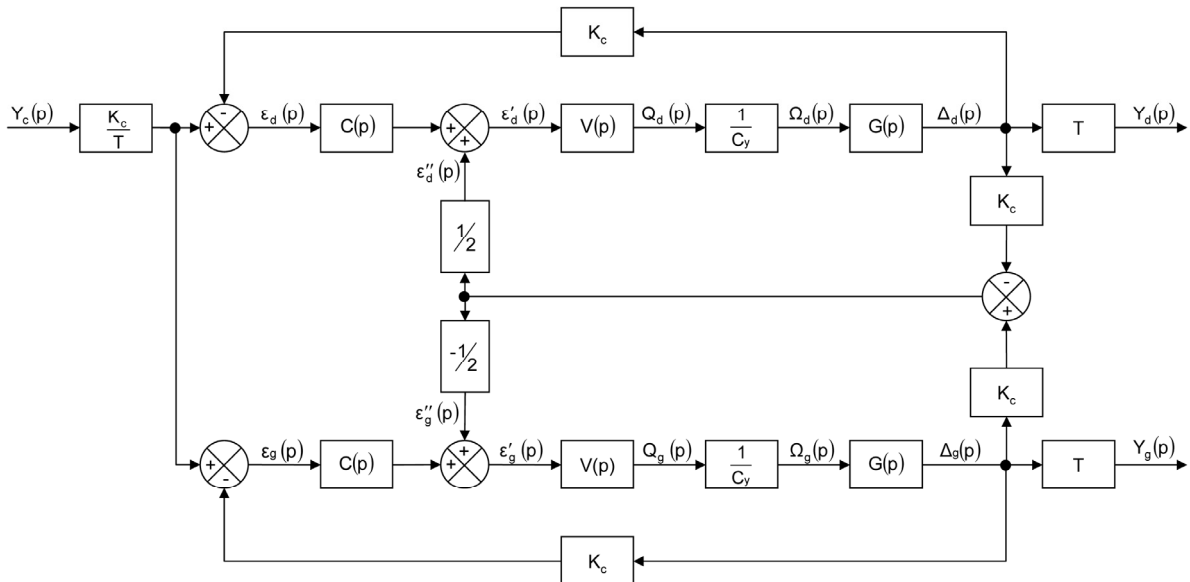 K_c
Y_c(p) K_c/T + - ε_d(p) C(p) + + ε′_d(p) V(p) Q_d(p) 1/C_y Ω_d(p) G(p) Δ_d(p) T Y_d(p)
ε″_d(p)
K_c
1/2
- +
-1/2
K_c
ε″_g(p)
+ - ε_g(p) C(p) + + ε′_g(p) V(p) Q_g(p) 1/C_y Ω_g(p) G(p) Δ_g(p) T Y_g(p)
K_c